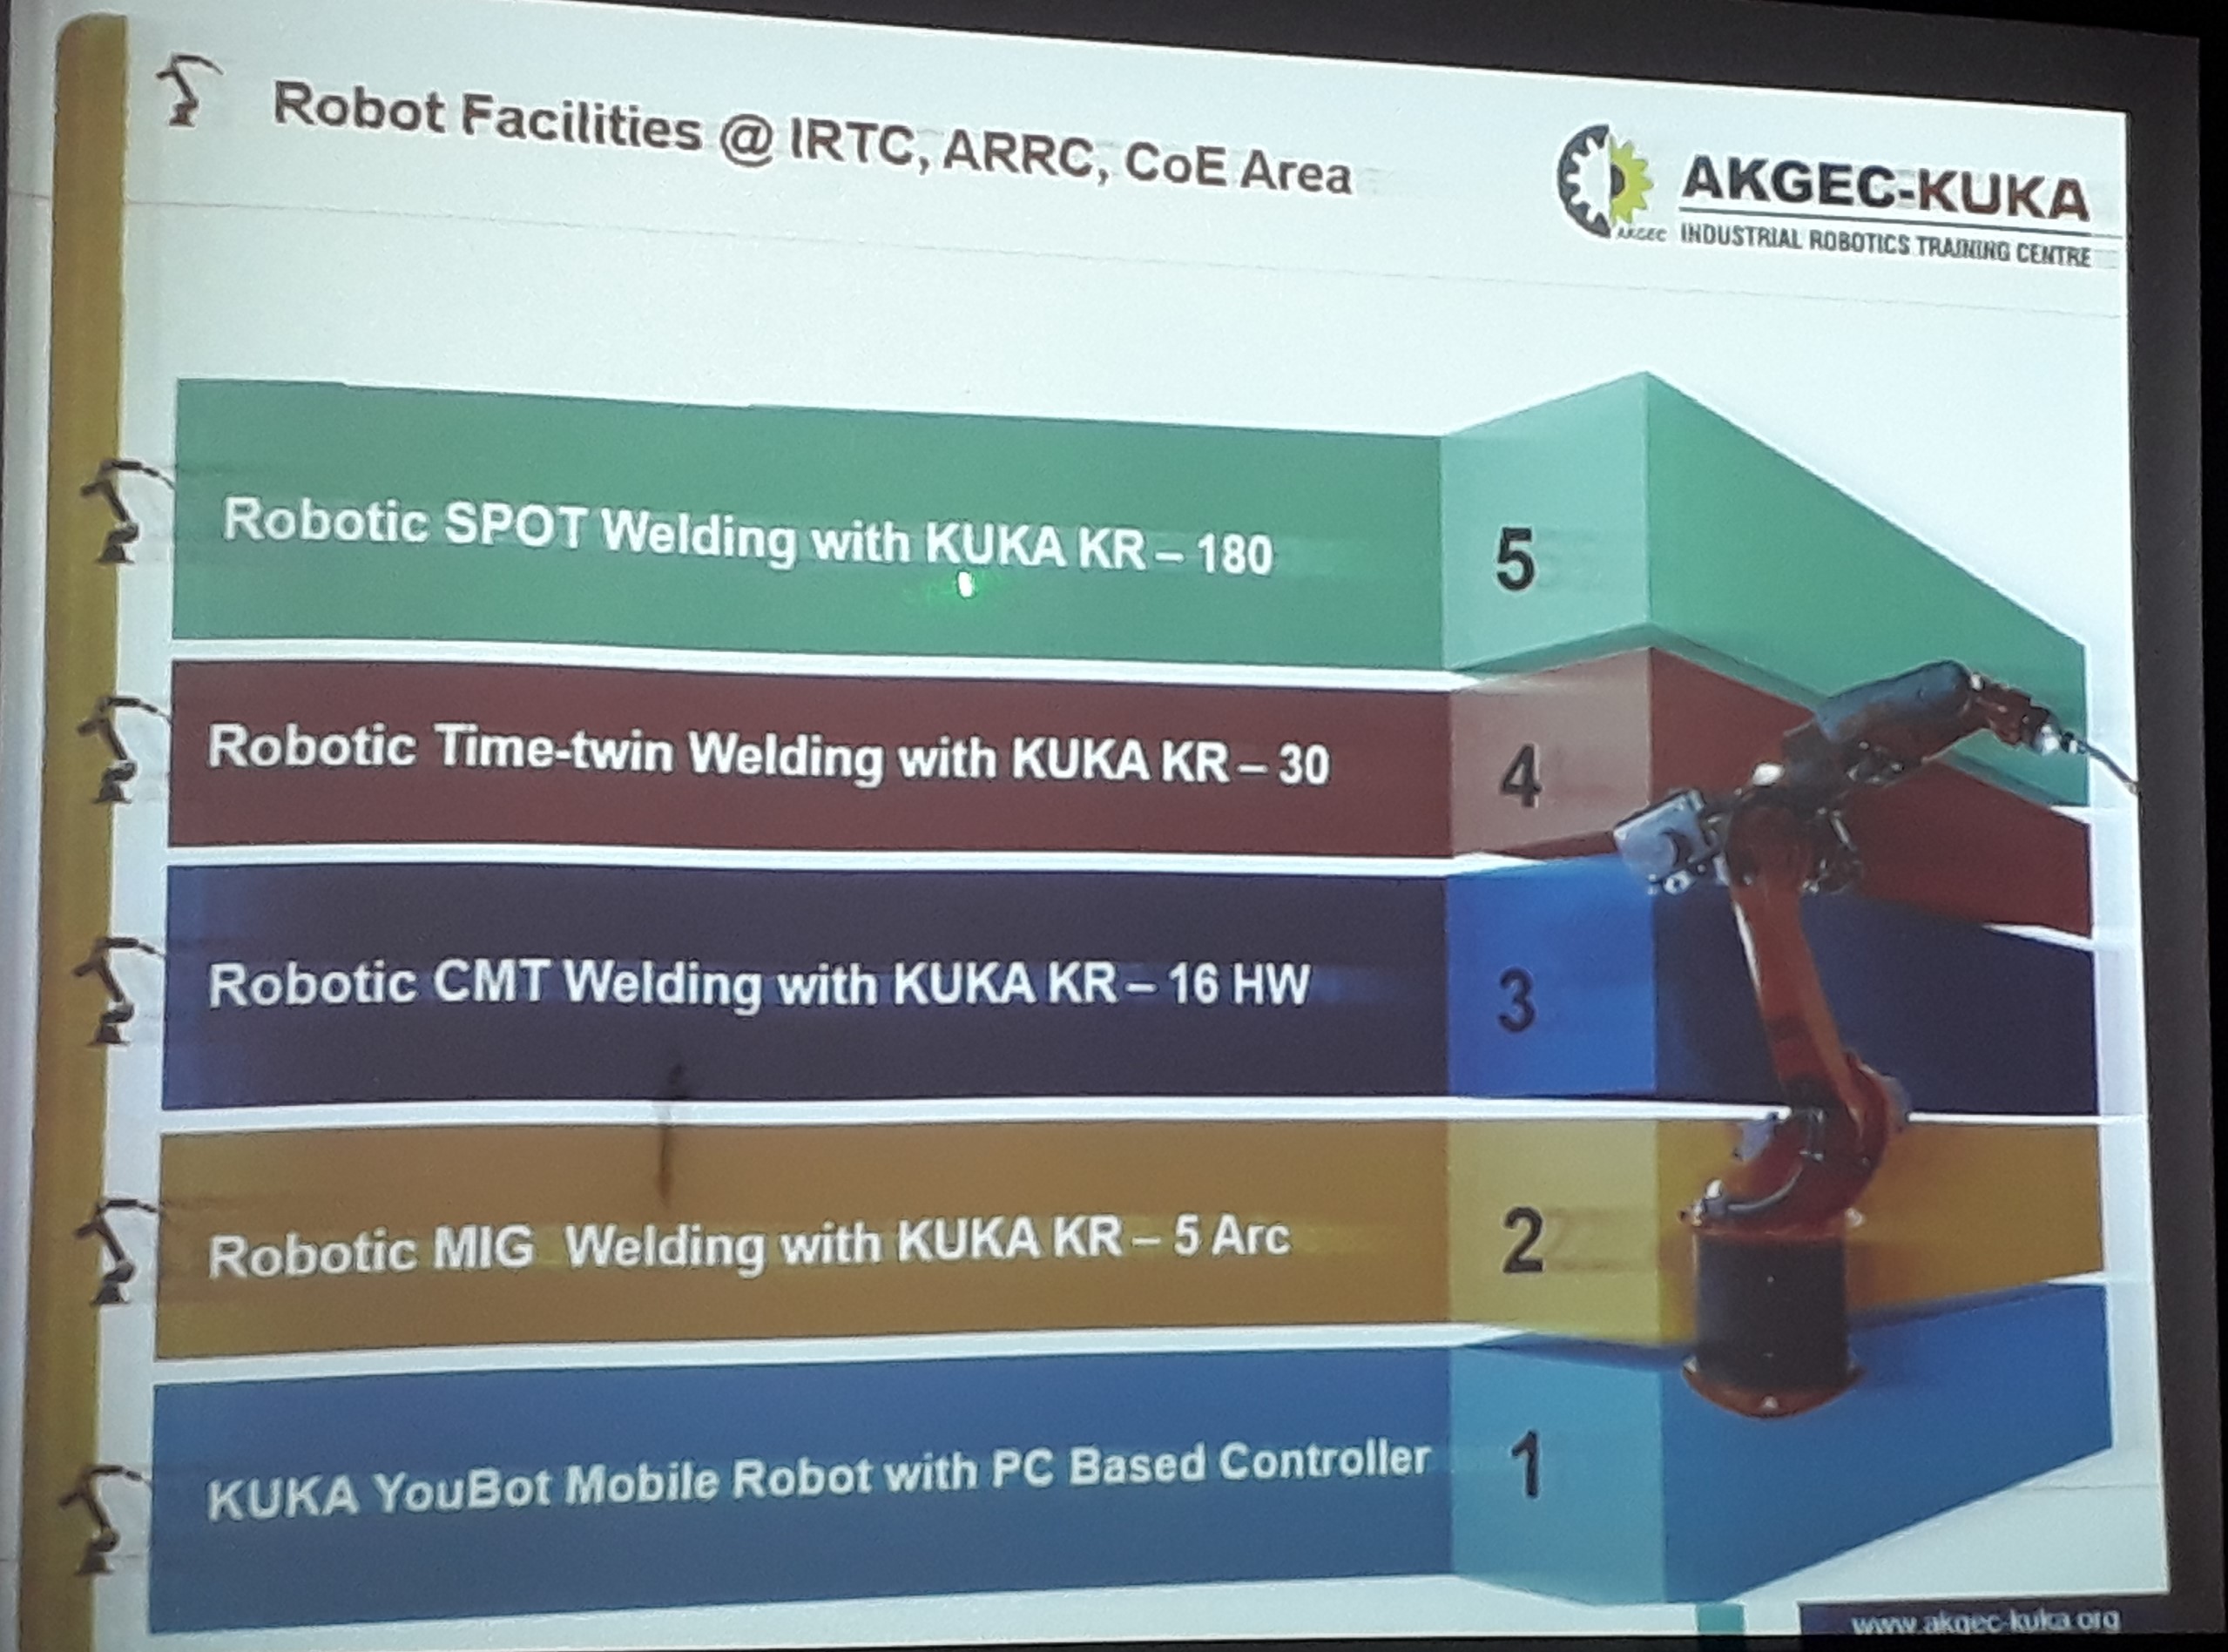 Robot Facilities @ IRTC, ARRC, CoE Area
AKGEC
AKGEC-KUKA
INDUSTRIAL ROBOTICS TRAINING CENTRE
Robotic SPOT Welding with KUKA KR – 180
5
Robotic Time-twin Welding with KUKA KR – 30
4
Robotic CMT Welding with KUKA KR – 16 HW
3
Robotic MIG Welding with KUKA KR – 5 Arc
2
KUKA YouBot Mobile Robot with PC Based Controller
1
www.akgec-kuka.org